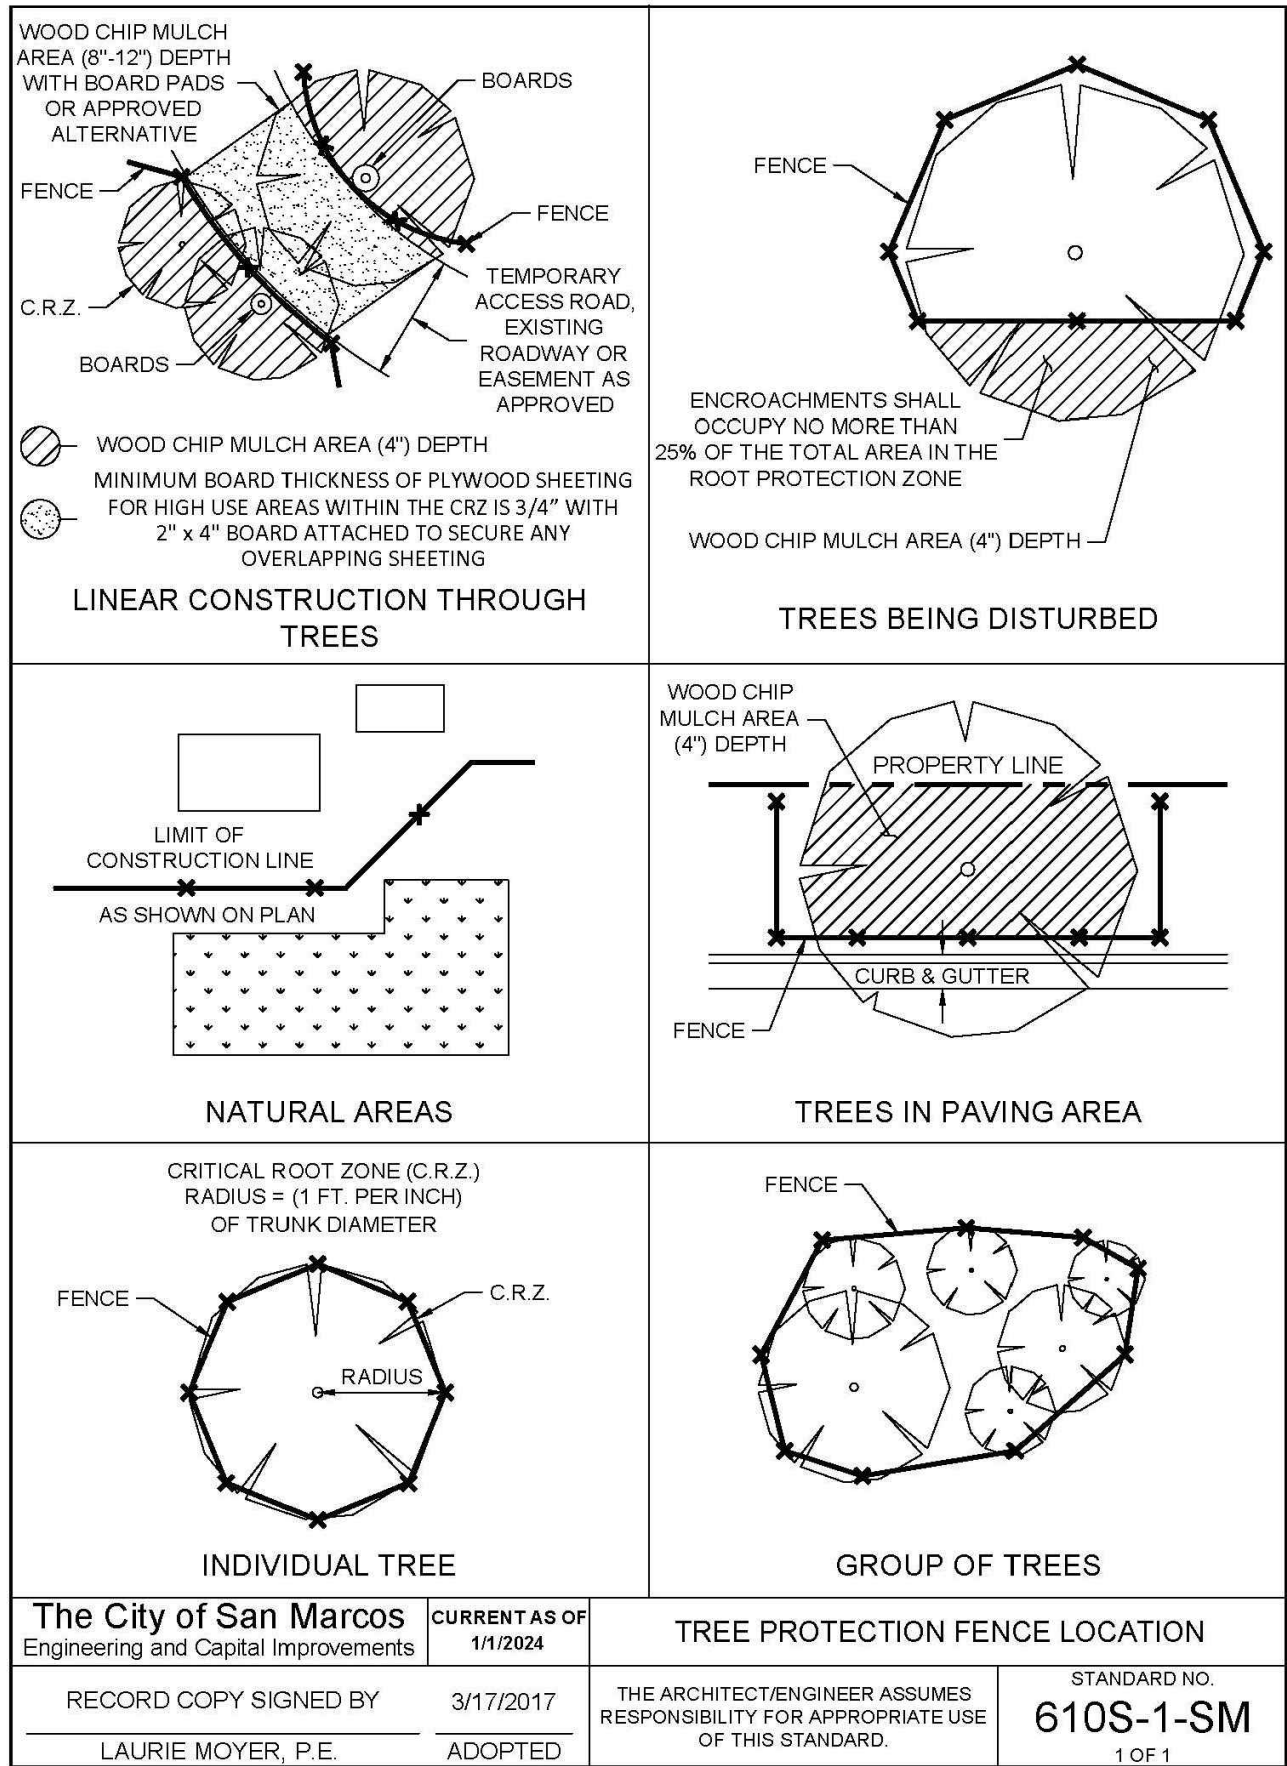 WOOD CHIP MULCH
AREA (8"-12") DEPTH
WITH BOARD PADS
OR APPROVED
ALTERNATIVE
BOARDS
FENCE
FENCE
C.R.Z.
BOARDS
TEMPORARY
ACCESS ROAD,
EXISTING
ROADWAY OR
EASEMENT AS
APPROVED
WOOD CHIP MULCH AREA (4") DEPTH
MINIMUM BOARD THICKNESS OF PLYWOOD SHEETING
FOR HIGH USE AREAS WITHIN THE CRZ IS 3/4" WITH
2" x 4" BOARD ATTACHED TO SECURE ANY
OVERLAPPING SHEETING
LINEAR CONSTRUCTION THROUGH
TREES
FENCE
ENCROACHMENTS SHALL
OCCUPY NO MORE THAN
25% OF THE TOTAL AREA IN THE
ROOT PROTECTION ZONE
WOOD CHIP MULCH AREA (4") DEPTH
TREES BEING DISTURBED
LIMIT OF
CONSTRUCTION LINE
AS SHOWN ON PLAN
NATURAL AREAS
WOOD CHIP
MULCH AREA
(4") DEPTH
PROPERTY LINE
CURB & GUTTER
FENCE
TREES IN PAVING AREA
CRITICAL ROOT ZONE (C.R.Z.)
RADIUS = (1 FT. PER INCH)
OF TRUNK DIAMETER
FENCE
C.R.Z.
RADIUS
INDIVIDUAL TREE
FENCE
GROUP OF TREES
The City of San Marcos
Engineering and Capital Improvements
CURRENT AS OF
1/1/2024
TREE PROTECTION FENCE LOCATION
RECORD COPY SIGNED BY
LAURIE MOYER, P.E.
3/17/2017
ADOPTED
THE ARCHITECT/ENGINEER ASSUMES
RESPONSIBILITY FOR APPROPRIATE USE
OF THIS STANDARD.
STANDARD NO.
610S-1-SM
1 OF 1